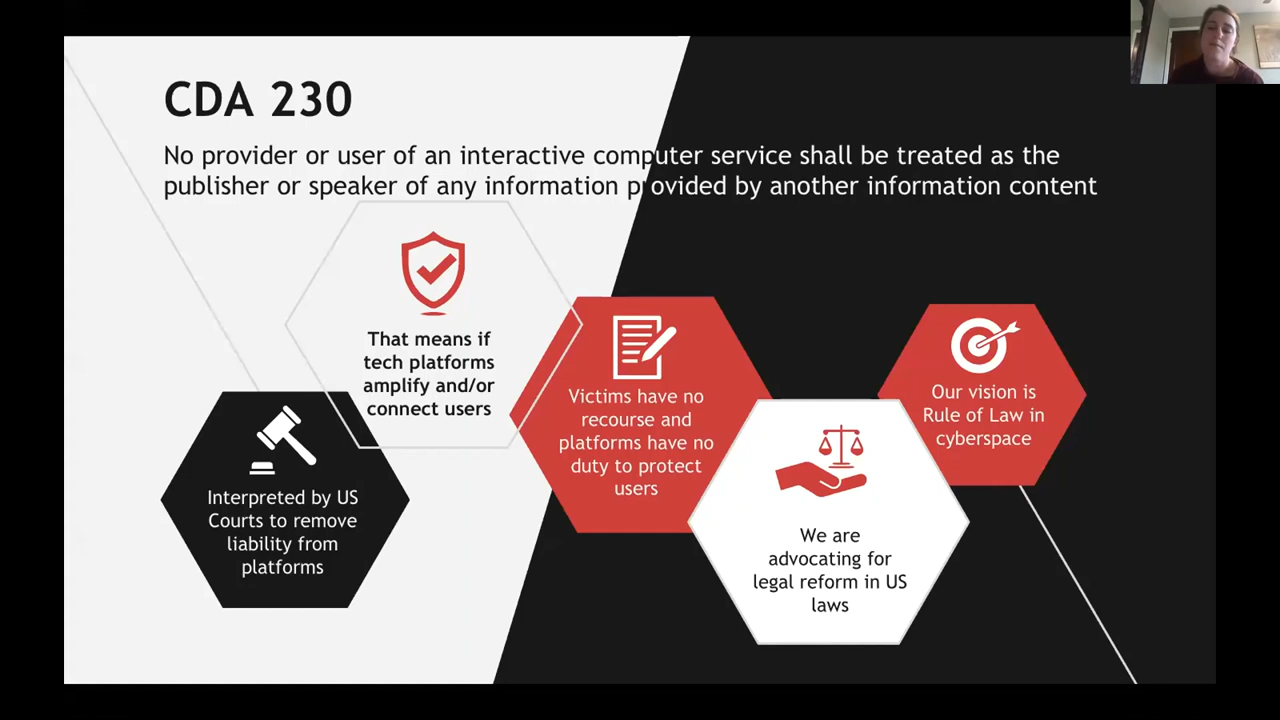 CDA 230
No provider or user of an interactive computer service shall be treated as the
publisher or speaker of any information provided by another information content
Interpreted by US
Courts to remove
liability from
platforms
That means if
tech platforms
amplify and/or
connect users
Victims have no
recourse and
platforms have no
duty to protect
users
We are
advocating for
legal reform in US
laws
Our vision is
Rule of Law in
cyberspace